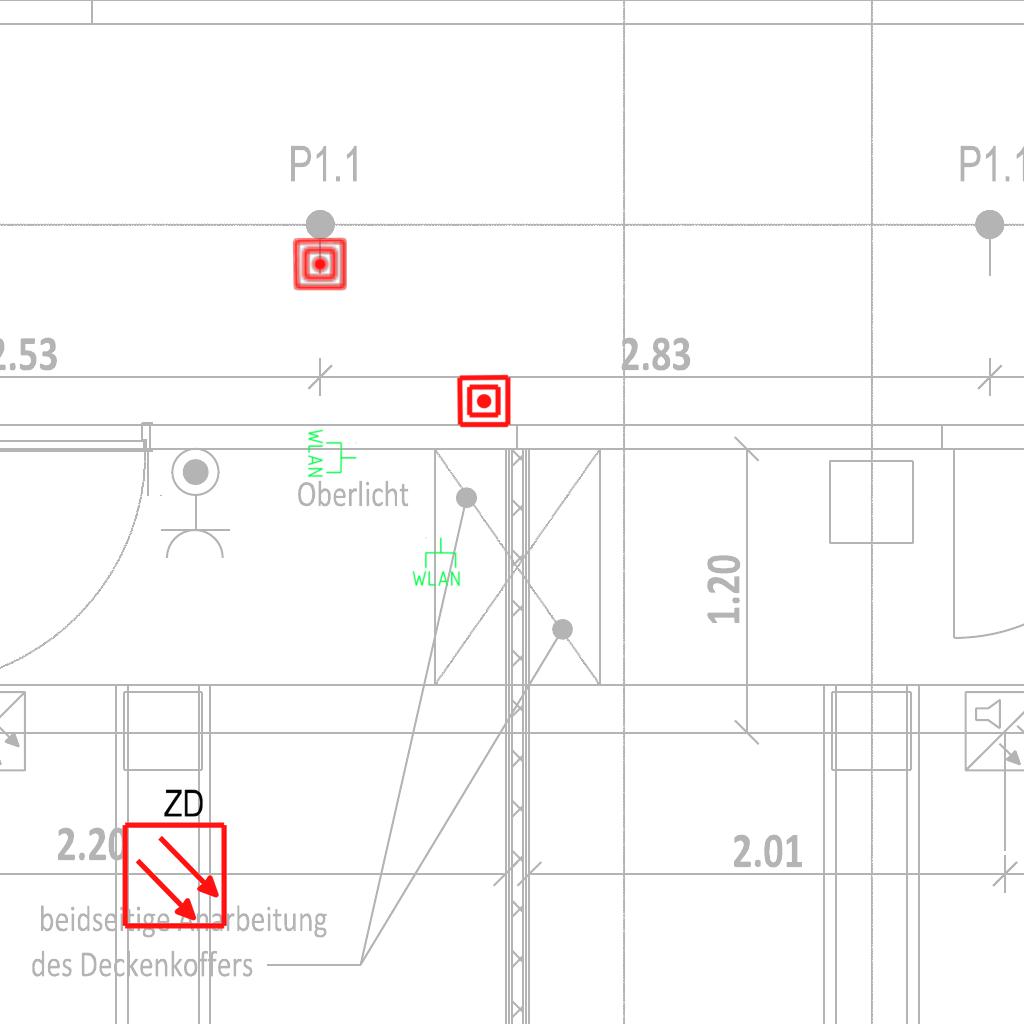 P1.1
P1.1
2.53
2.83
WLAN
Oberlicht
WLAN
1.20
ZD
2.20
2.01
beidseitige Anarbeitung
des Deckenkoffers